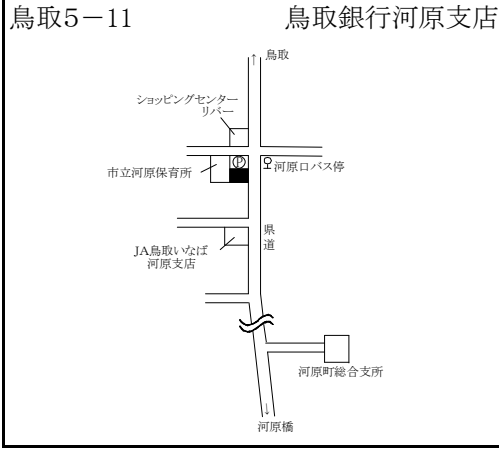 鳥取5－11　鳥取銀行河原支店
↑ 鳥取
ショッピングセンター
リバー
Ⓟ
河原口バス停
市立河原保育所
県道
JA鳥取いなば
河原支店
河原町総合支所
↓
河原橋